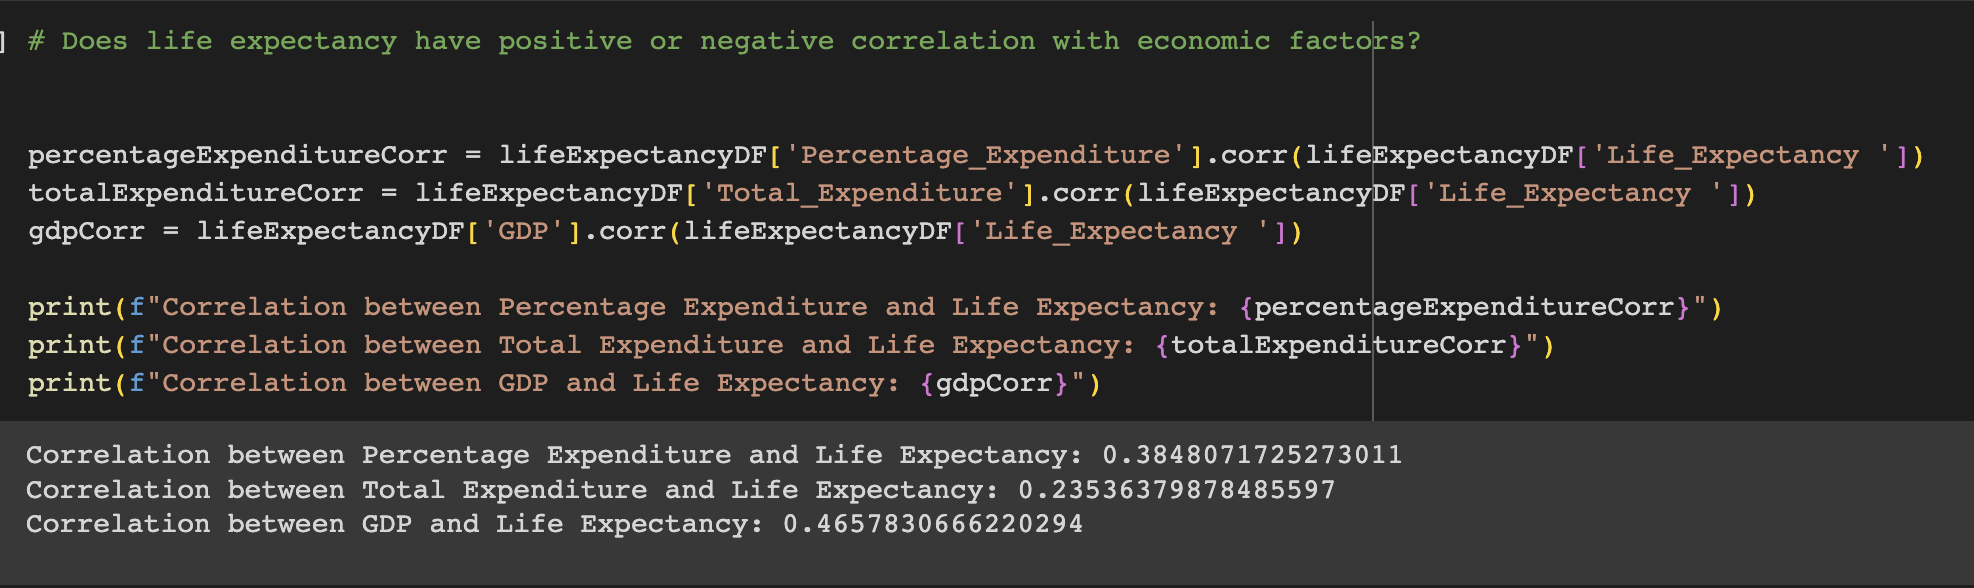 ] # Does life expectancy have positive or negative correlation with economic factors?
percentageExpenditureCorr = lifeExpectancyDF['Percentage_Expenditure'].corr(lifeExpectancyDF['Life_Expectancy '])
totalExpenditureCorr = lifeExpectancyDF['Total_Expenditure'].corr(lifeExpectancyDF['Life_Expectancy '])
gdpCorr = lifeExpectancyDF['GDP'].corr(lifeExpectancyDF['Life_Expectancy '])
print(f"Correlation between Percentage Expenditure and Life Expectancy: {percentageExpenditureCorr}")
print(f"Correlation between Total Expenditure and Life Expectancy: {totalExpenditureCorr}")
print(f"Correlation between GDP and Life Expectancy: {gdpCorr}")
Correlation between Percentage Expenditure and Life Expectancy: 0.3848071725273011
Correlation between Total Expenditure and Life Expectancy: 0.23536379878485597
Correlation between GDP and Life Expectancy: 0.4657830666220294